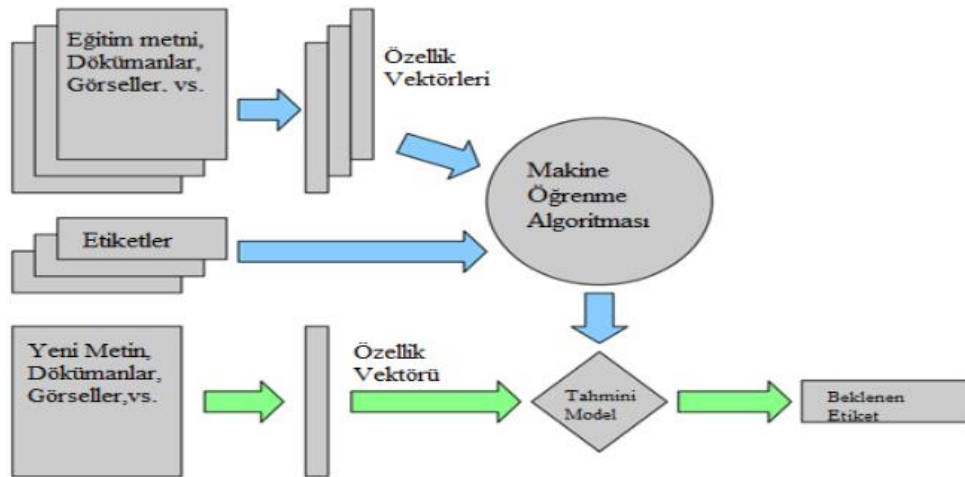 Eğitim metni,
Dökümanlar,
Görseller. vs.
Özellik
Vektörleri
Makine
Öğrenme
Algoritması
Etiketler
Yeni Metin,
Dökümanlar,
Görseller,vs.
Özellik
Vektörü
Tahmini
Model
Beklenen
Etiket